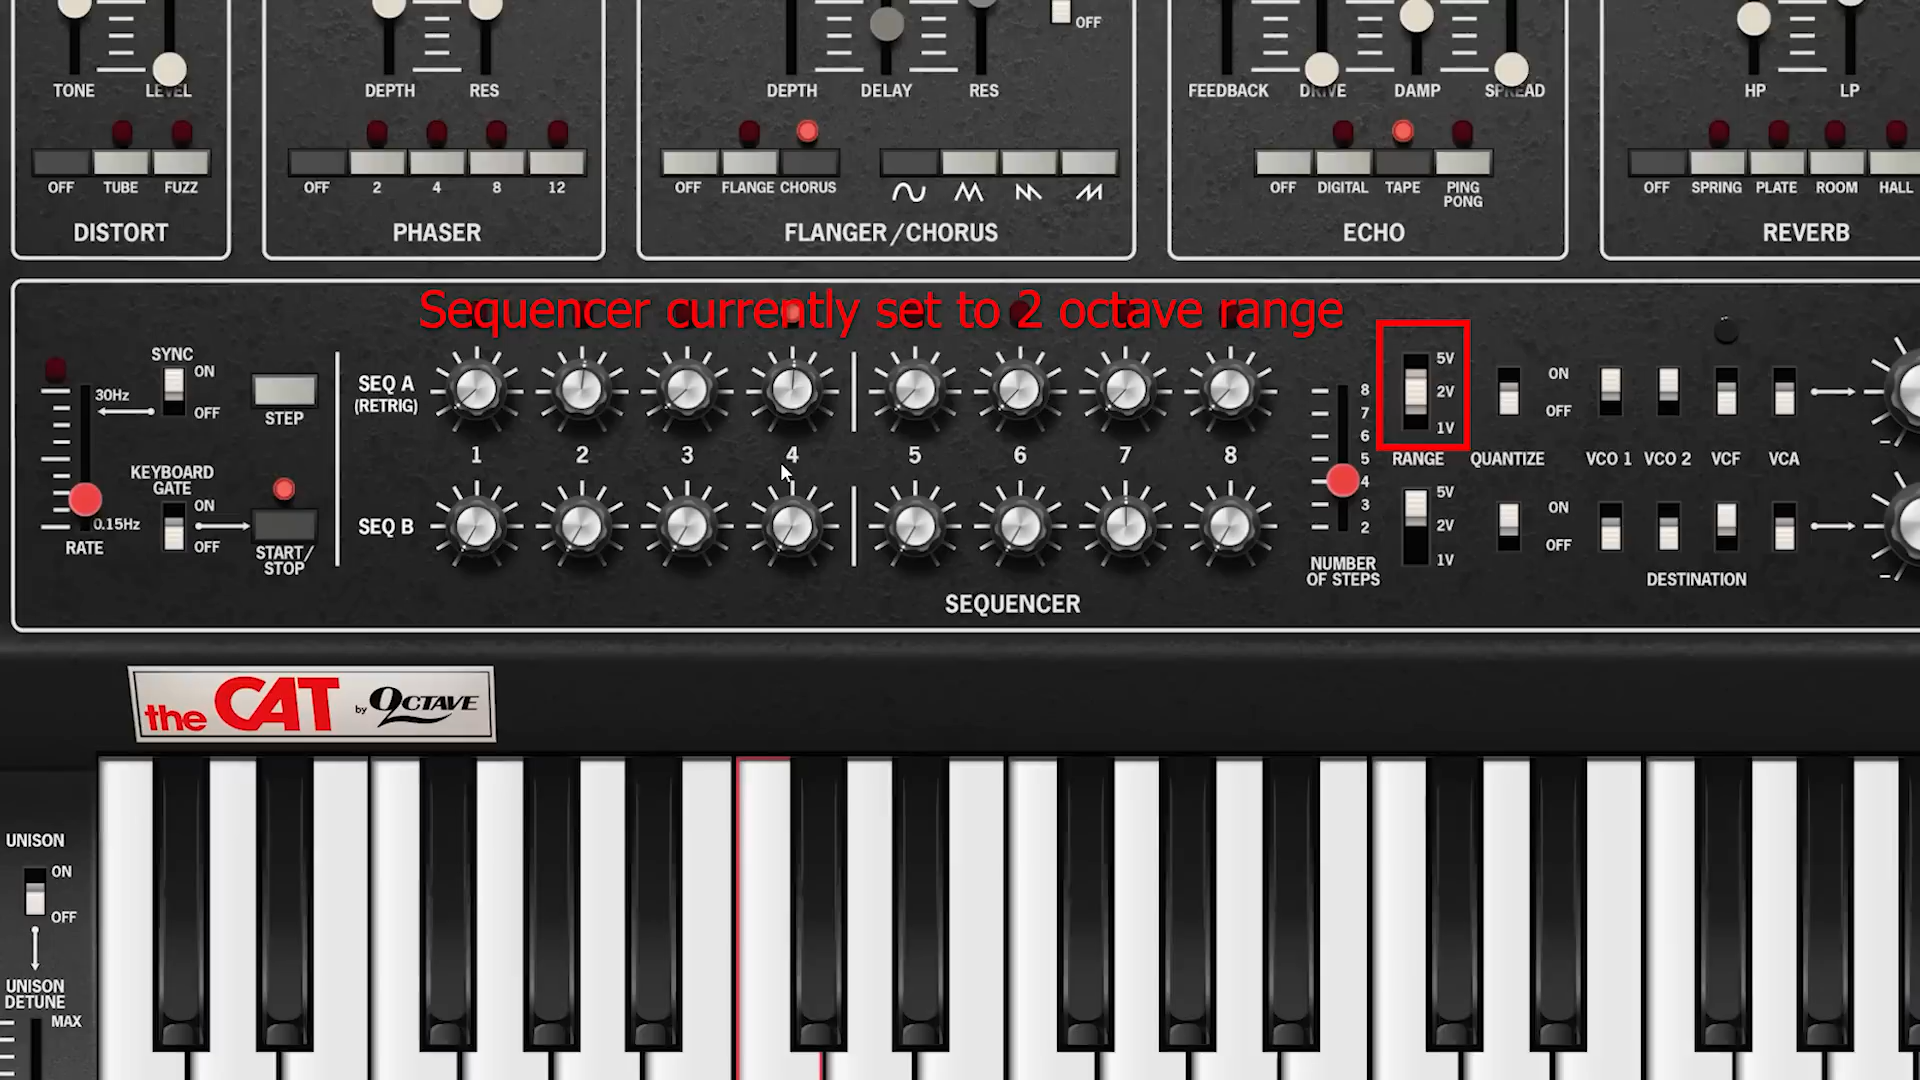 OFF
TONE LEVEL DEPTH RES DEPTH DELAY RES FEEDBACK DRIVE DAMP SPREAD HP LP
OFF TUBE FUZZ
DISTORT
OFF 2 4 8 12
PHASER
OFF FLANGE CHORUS
FLANGER/CHORUS
OFF DIGITAL TAPE PING
PONG
ECHO
OFF SPRING PLATE ROOM HALL
REVERB
Sequencer currently set to 2 octave range
SYNC
ON
OFF
30Hz
0.15Hz
RATE
STEP
KEYBOARD
GATE
ON
OFF
START/
STOP
SEQ A
(RETRIG)
1 2 3 4 5 6 7 8
SEQ B
SEQUENCER
8
7
6
5
4
3
2
NUMBER
OF STEPS
5V
2V
1V
RANGE
5V
2V
1V
ON
OFF
QUANTIZE VCO 1 VCO 2 VCF VCA
ON
OFF
DESTINATION
the CAT by OCTAVE
UNISON
ON
OFF
UNISON
DETUNE
MAX